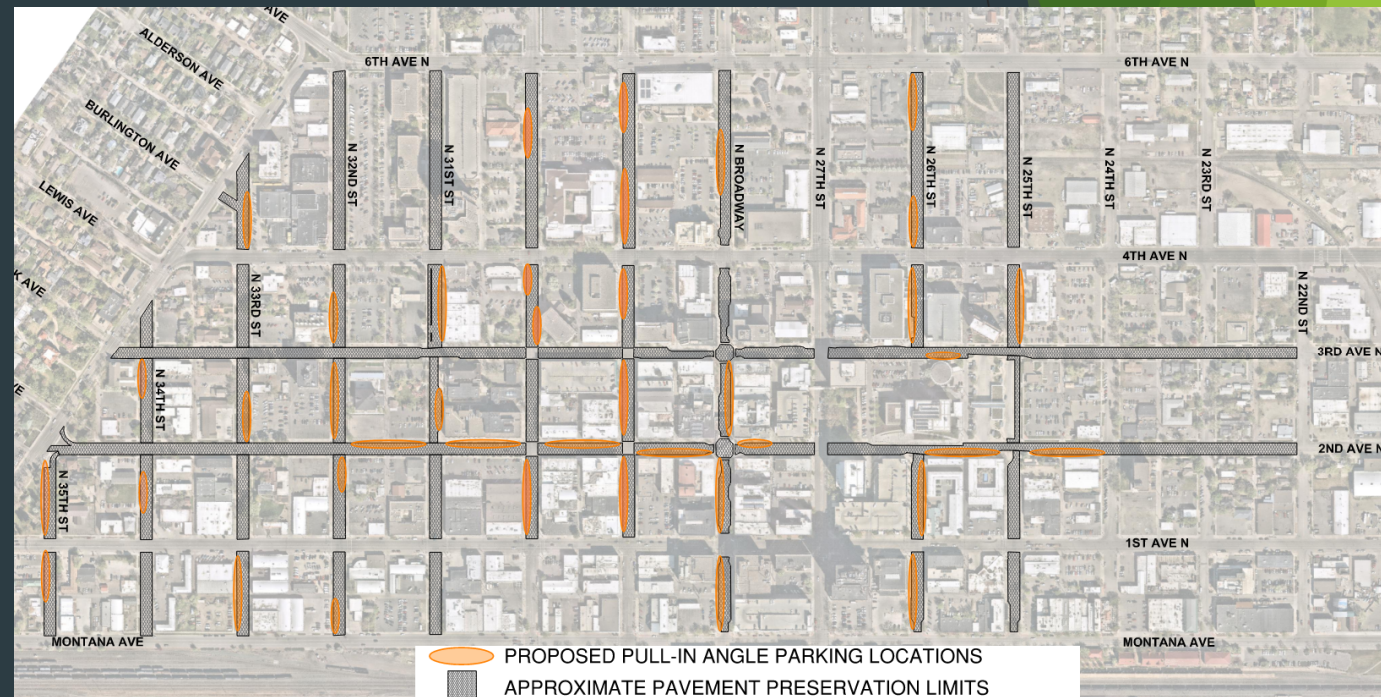 AVE
ALDERSON AVE
6TH AVE N
6TH AVE N
BURLINGTON AVE
N 32ND ST
N 31ST ST
N BROADWAY
N 27TH ST
N 26TH ST
N 25TH ST
N 24TH ST
N 23RD ST
LEWIS AVE
4TH AVE N
K AVE
N 33RD ST
N 22ND ST
3RD AVE N
VE
N 34TH ST
2ND AVE N
N 35TH ST
1ST AVE N
MONTANA AVE
MONTANA AVE
PROPOSED PULL-IN ANGLE PARKING LOCATIONS
APPROXIMATE PAVEMENT PRESERVATION LIMITS